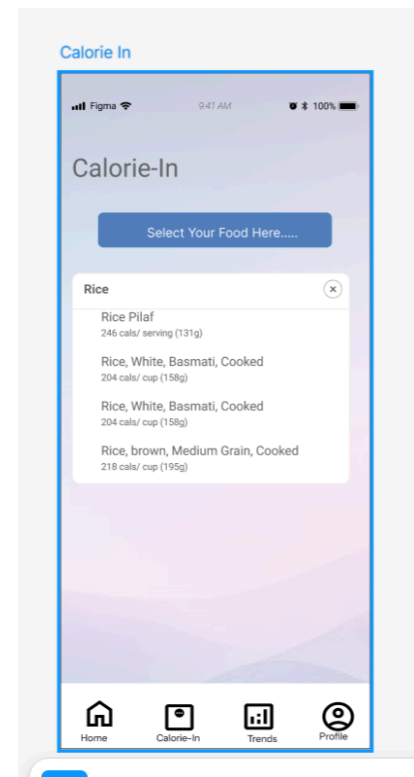 Calorie In
Figma 9:41 AM 100%
Calorie-In
Select Your Food Here.....
Rice
Rice Pilaf
246 cals/ serving (131g)
Rice, White, Basmati, Cooked
204 cals/ cup (158g)
Rice, White, Basmati, Cooked
204 cals/ cup (158g)
Rice, brown, Medium Grain, Cooked
218 cals/ cup (195g)
Home Calorie-In Trends Profile